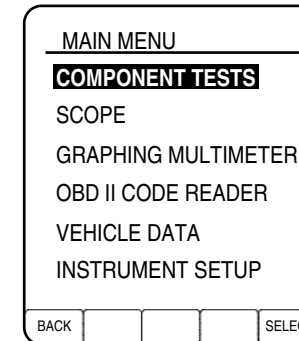 MAIN MENU
COMPONENT TESTS
SCOPE
GRAPHING MULTIMETER
OBD II CODE READER
VEHICLE DATA
INSTRUMENT SETUP
BACK SELEC